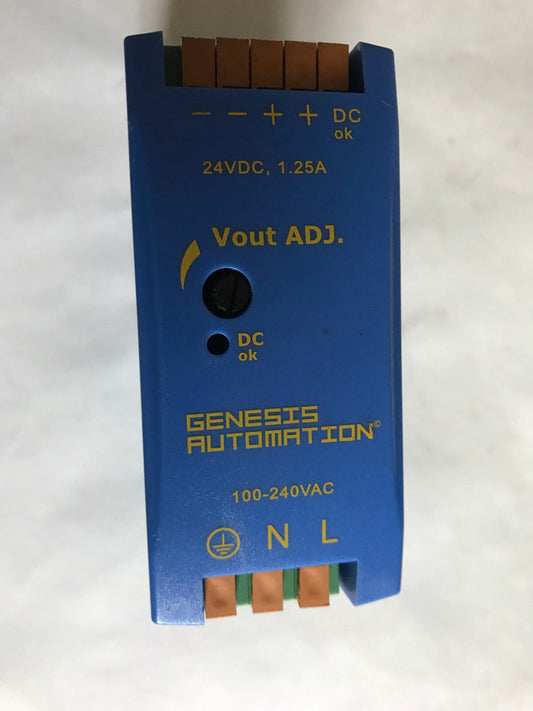 − − + + DC
ok
24VDC, 1.25A
Vout ADJ.
DC
ok
GENESIS
AUTOMATION©
100-240VAC
N L